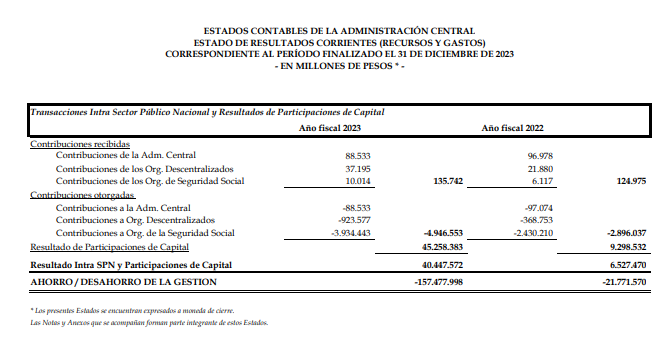 ESTADOS CONTABLES DE LA ADMINISTRACIÓN CENTRAL
ESTADO DE RESULTADOS CORRIENTES (RECURSOS Y GASTOS)
CORRESPONDIENTE AL PERÍODO FINALIZADO EL 31 DE DICIEMBRE DE 2023
- EN MILLONES DE PESOS * -
Transacciones Intra Sector Público Nacional y Resultados de Participaciones de Capital
Año fiscal 2023 Año fiscal 2022
Contribuciones recibidas
Contribuciones de la Adm. Central 88.533 96.978
Contribuciones de los Org. Descentralizados 37.195 21.880
Contribuciones de los Org. de Seguridad Social 10.014 135.742 6.117 124.975
Contribuciones otorgadas
Contribuciones a la Adm. Central -88.533 -97.074
Contribuciones a Org. Descentralizados -923.577 -368.753
Contribuciones a Org. de la Seguridad Social -3.934.443 -4.946.553 -2.430.210 -2.896.037
Resultado de Participaciones de Capital 45.258.383 9.298.532
Resultado Intra SPN y Participaciones de Capital 40.447.572 6.527.470
AHORRO / DESAHORRO DE LA GESTION -157.477.998 -21.771.570
* Los presentes Estados se encuentran expresados a moneda de cierre.
Las Notas y Anexos que se acompañan forman parte integrante de estos Estados.